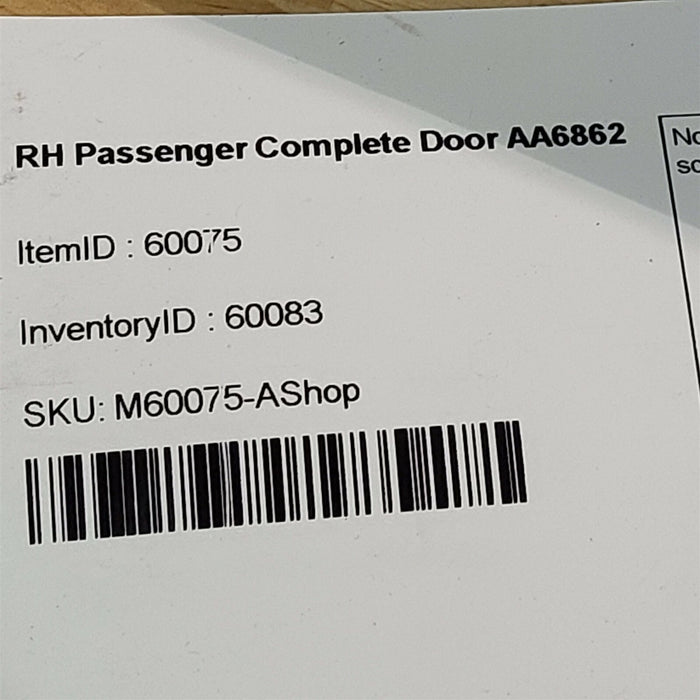 RH Passenger Complete Door AA6862
ItemID : 60075
InventoryID : 60083
SKU: M60075-AShop